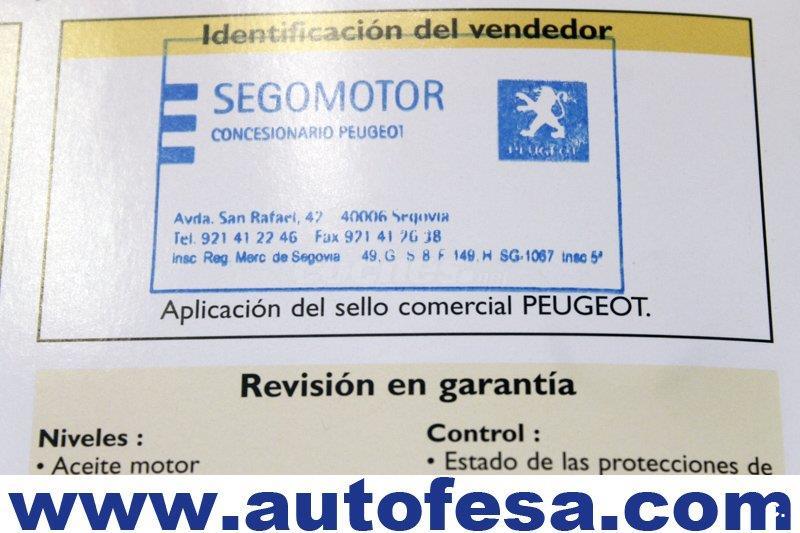 Identificación del vendedor
SEGOMOTOR
CONCESIONARIO PEUGEOT
PEUGEOT
Avda. San Rafael, 42 40006 Segovia
Tel. 921 41 22 46 Fax 921 41 26 38
Insc Reg. Merc de Segovia 49, G S 8 F 149, H SG-1067 Insc 5ª
Aplicación del sello comercial PEUGEOT.
Revisión en garantía
Niveles :
• Aceite motor
Control :
• Estado de las protecciones de
www.autofesa.com